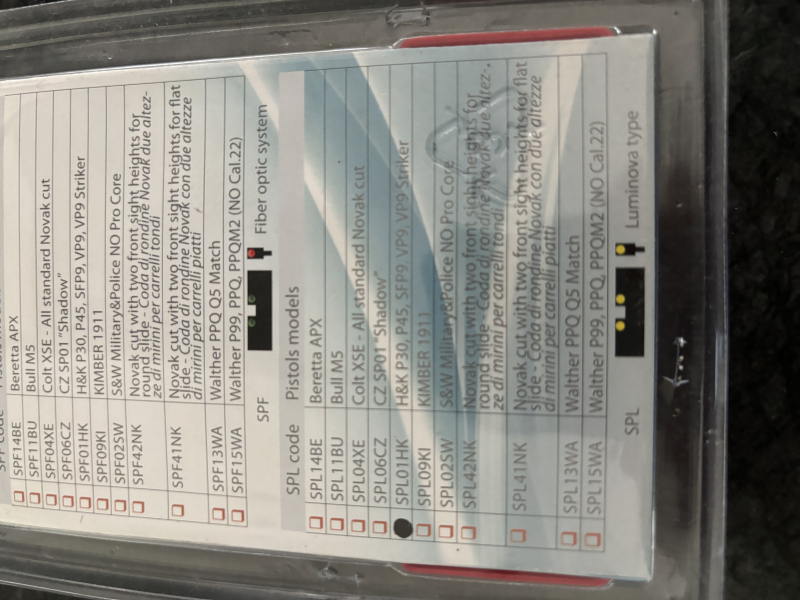 SPF14BE Beretta APX
SPF11BU Bull M5
SPF04XE Colt XSE - All standard Novak cut
SPF06CZ CZ SP01 "Shadow"
SPF01HK H&K P30, P45, SFP9, VP9, VP9 Striker
SPF09KI KIMBER 1911
SPF02SW S&W Military&Police NO Pro Core
SPF42NK Novak cut with two front sight heights for
round slide - Coda di rondine Novak due altez-
ze di mirini per carrelli tondi
SPF41NK Novak cut with two front sight heights for flat
slide - Coda di rondine Novak con due altezze
di mirini per carrelli piatti
SPF13WA Walther PPQ Q5 Match
SPF15WA Walther P99, PPQ, PPQM2 (NO Cal.22)
SPF Fiber optic system
SPL code Pistols models
SPL14BE Beretta APX
SPL11BU Bull M5
SPL04XE Colt XSE - All standard Novak cut
SPL06CZ CZ SP01 "Shadow"
SPL01HK H&K P30, P45, SFP9, VP9, VP9 Striker
SPL09KI KIMBER 1911
SPL02SW S&W Military&Police NO Pro Core
SPL42NK Novak cut with two front sight heights for
round slide - Coda di rondine Novak due altez-
ze di mirini per carrelli tondi
SPL41NK Novak cut with two front sight heights for flat
slide - Coda di rondine Novak con due altezze
di mirini per carrelli piatti
SPL13WA Walther PPQ Q5 Match
SPL15WA Walther P99, PPQ, PPQM2 (NO Cal.22)
SPL Luminova type